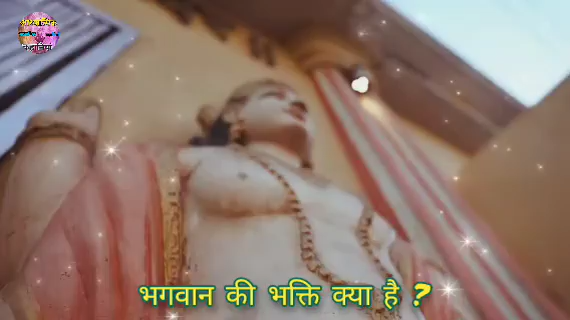 भगवान की भक्ति क्या है ?